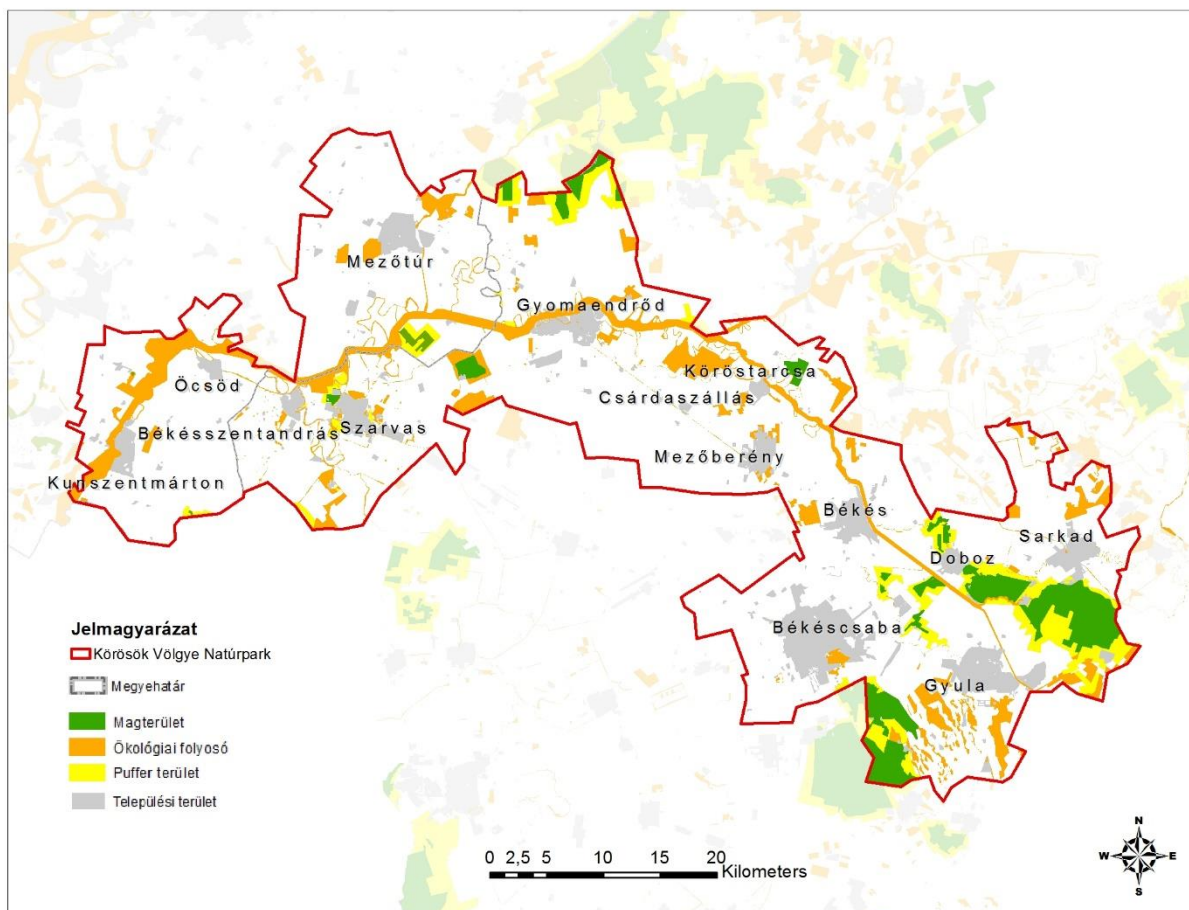 Mezőtúr
Gyomaendrőd
Öcsöd
Köröstarcsa
Csárdaszállás
Békésszentandrás
Szarvas
Mezőberény
Kunszentmárton
Békés
Sarkad
Doboz
Békéscsaba
Gyula
Jelmagyarázat
Körösök Völgye Natúrpark
Megyehatár
Magterület
Ökológiai folyosó
Puffer terület
Települési terület
0 2,5 5 10 15 20
Kilometers
N
W E
S